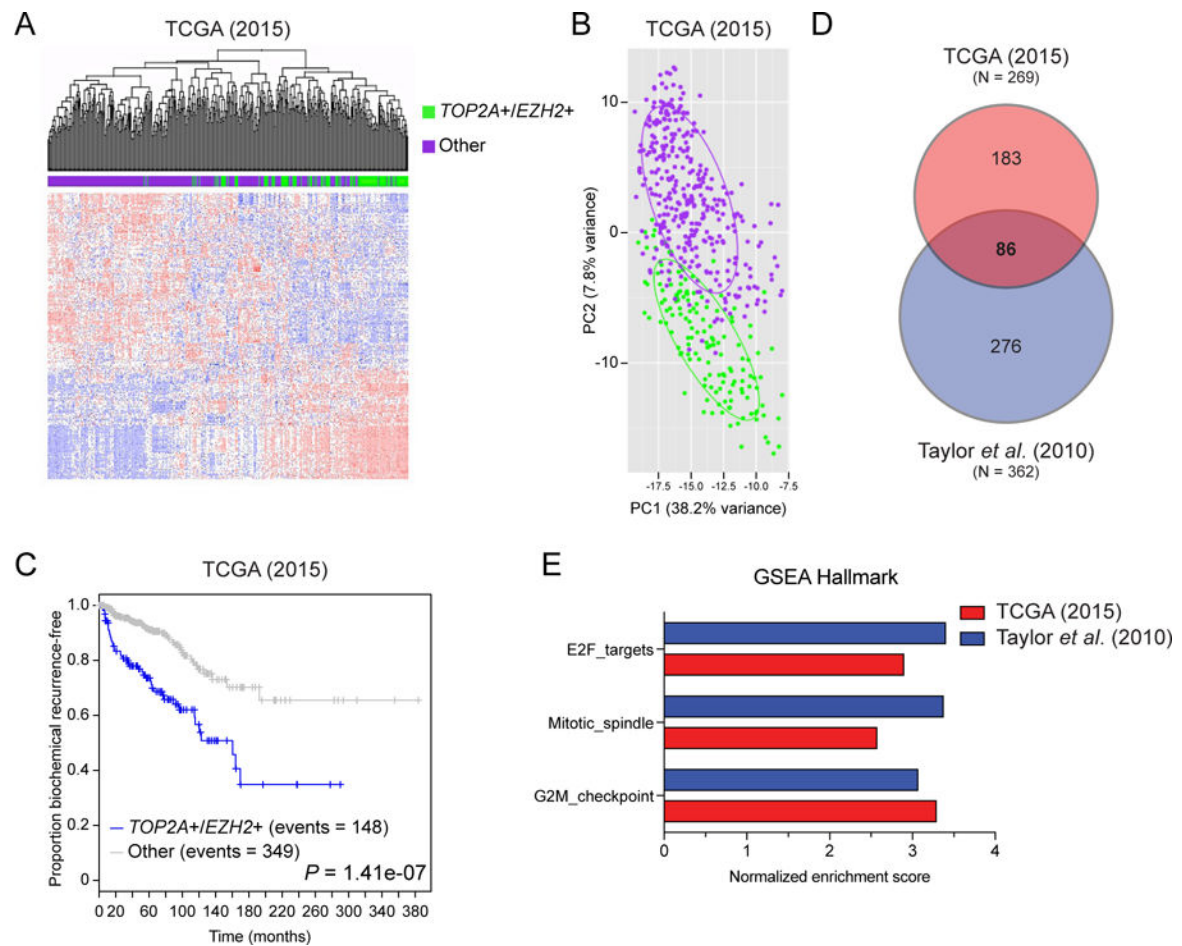 A
TCGA (2015)
TOP2A+/EZH2+
Other
B
TCGA (2015)
PC2 (7.8% variance)
10
0
-10
-17.5 -15.0 -12.5 -10.0 -7.5
PC1 (38.2% variance)
D
TCGA (2015)
(N = 269)
183
86
276
Taylor et al. (2010)
(N = 362)
C
TCGA (2015)
Proportion biochemical recurrence-free
1.0
0.8
0.6
0.4
0.2
0
TOP2A+/EZH2+ (events = 148)
Other (events = 349)
P = 1.41e-07
0 20 60 100 140 180 220 260 300 340 380
Time (months)
E
GSEA Hallmark
TCGA (2015)
Taylor et al. (2010)
E2F_targets
Mitotic_spindle
G2M_checkpoint
0 1 2 3 4
Normalized enrichment score